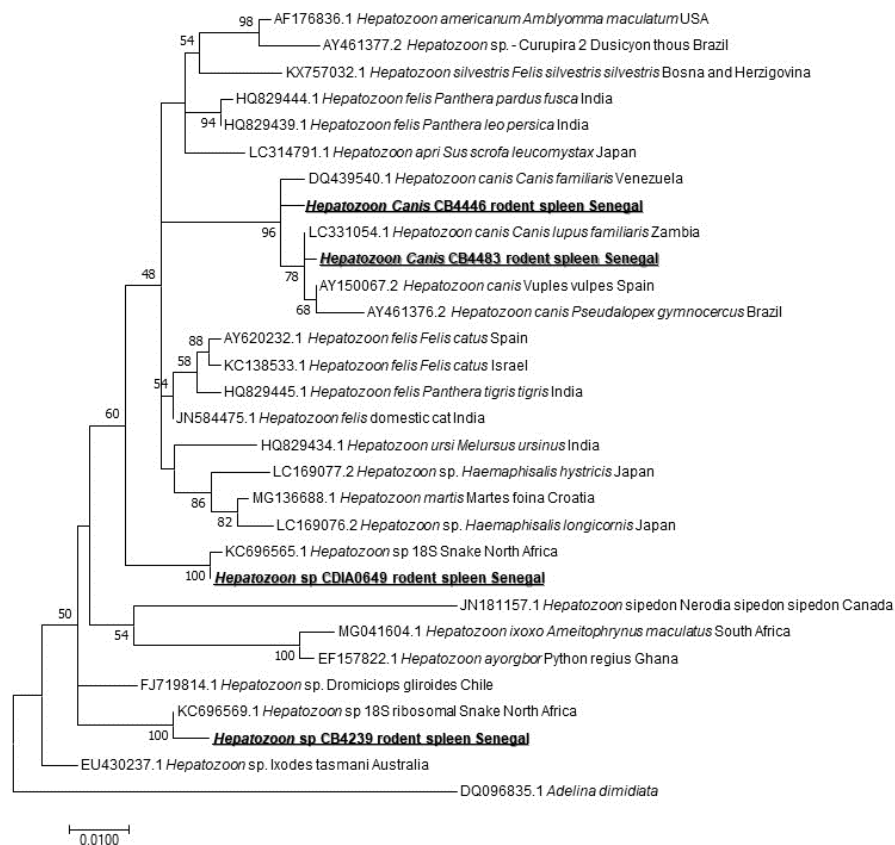 98
AF176836.1 Hepatozoon americanum Amblyomma maculatum USA
54
AY461377.2 Hepatozoon sp. - Curupira 2 Dusicyon thous Brazil
KX757032.1 Hepatozoon silvestris Felis silvestris silvestris Bosna and Herzigovina
HQ829444.1 Hepatozoon felis Panthera pardus fusca India
94
HQ829439.1 Hepatozoon felis Panthera leo persica India
LC314791.1 Hepatozoon apri Sus scrofa leucomystax Japan
DQ439540.1 Hepatozoon canis Canis familiaris Venezuela
Hepatozoon Canis CB4446 rodent spleen Senegal
96
LC331054.1 Hepatozoon canis Canis lupus familiaris Zambia
Hepatozoon Canis CB4483 rodent spleen Senegal
48
78
AY150067.2 Hepatozoon canis Vuples vulpes Spain
68
AY461376.2 Hepatozoon canis Pseudalopex gymnocercus Brazil
88
AY620232.1 Hepatozoon felis Felis catus Spain
58
KC138533.1 Hepatozoon felis Felis catus Israel
54
HQ829445.1 Hepatozoon felis Panthera tigris tigris India
60
JN584475.1 Hepatozoon felis domestic cat India
HQ829434.1 Hepatozoon ursi Melursus ursinus India
LC169077.2 Hepatozoon sp. Haemaphisalis hystricis Japan
86
MG136688.1 Hepatozoon martis Martes foina Croatia
82
LC169076.2 Hepatozoon sp. Haemaphisalis longicornis Japan
KC696565.1 Hepatozoon sp 18S Snake North Africa
100
Hepatozoon sp CDIA0649 rodent spleen Senegal
50
JN181157.1 Hepatozoon sipedon Nerodia sipedon sipedon Canada
54
MG041604.1 Hepatozoon ixoxo Ameitophrynus maculatus South Africa
100
EF157822.1 Hepatozoon ayorgbor Python regius Ghana
FJ719814.1 Hepatozoon sp. Dromiciops gliroides Chile
KC696569.1 Hepatozoon sp 18S ribosomal Snake North Africa
100
Hepatozoon sp CB4239 rodent spleen Senegal
EU430237.1 Hepatozoon sp. Ixodes tasmani Australia
DQ096835.1 Adelina dimidiata
0.0100